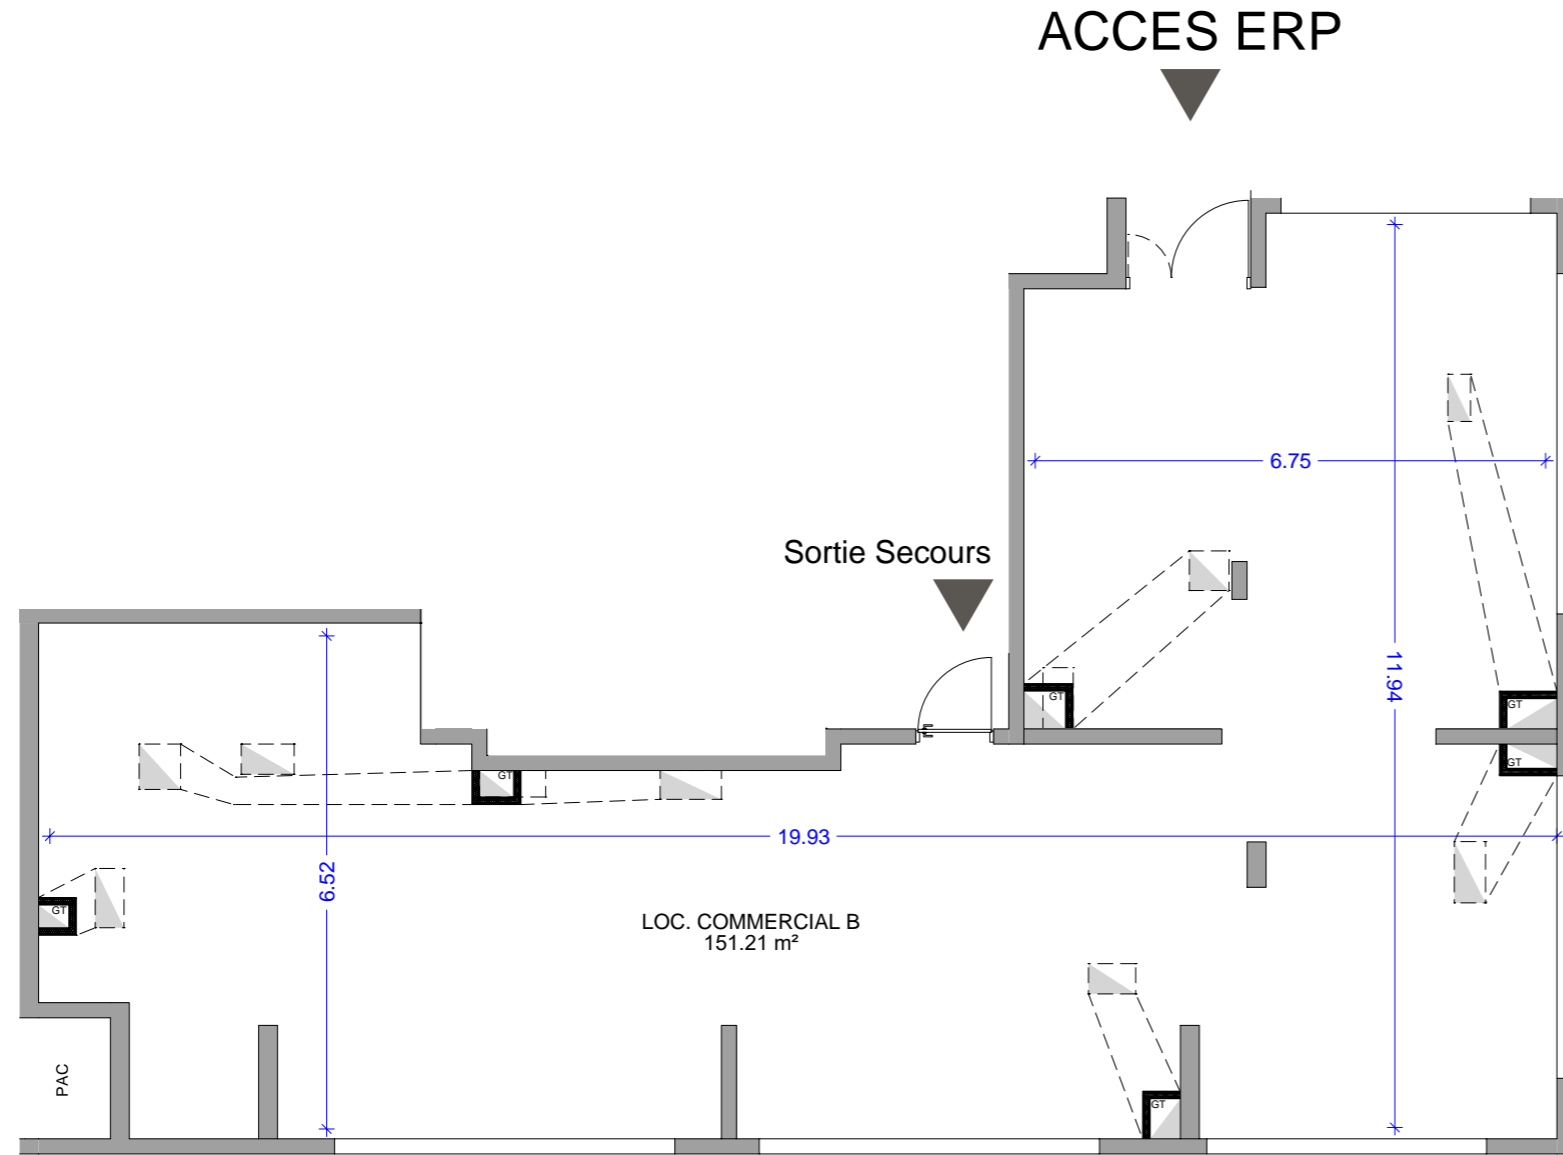 ACCES ERP
6.75
Sortie Secours
11.94
GT
GT
GT
GT
19.93
6.52
GT
LOC. COMMERCIAL B
151.21 m²
PAC
GT